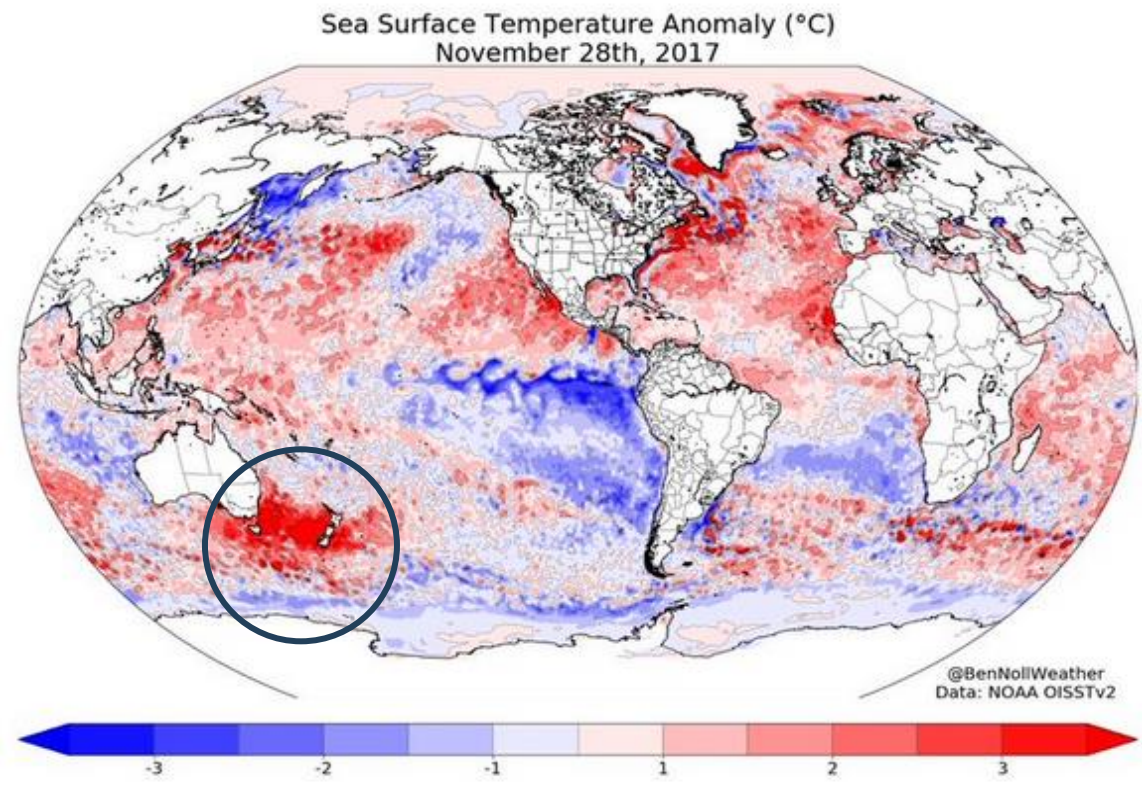 Sea Surface Temperature Anomaly (°C)
November 28th, 2017
@BenNollWeather
Data: NOAA OISSTv2
-3 -2 -1 1 2 3